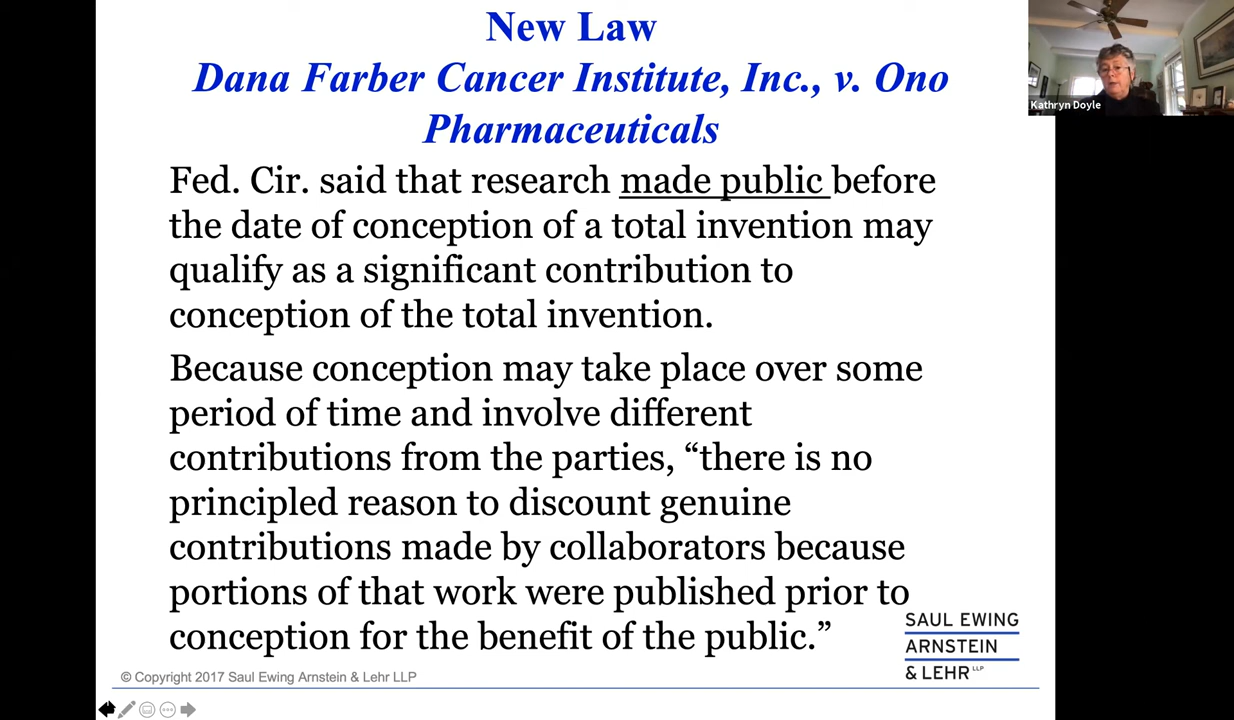 New Law
Dana Farber Cancer Institute, Inc., v. Ono
Pharmaceuticals
Fed. Cir. said that research made public before
the date of conception of a total invention may
qualify as a significant contribution to
conception of the total invention.
Because conception may take place over some
period of time and involve different
contributions from the parties, “there is no
principled reason to discount genuine
contributions made by collaborators because
portions of that work were published prior to
conception for the benefit of the public.”
SAUL EWING
ARNSTEIN
& LEHR LLP
© Copyright 2017 Saul Ewing Arnstein & Lehr LLP
Kathryn Doyle